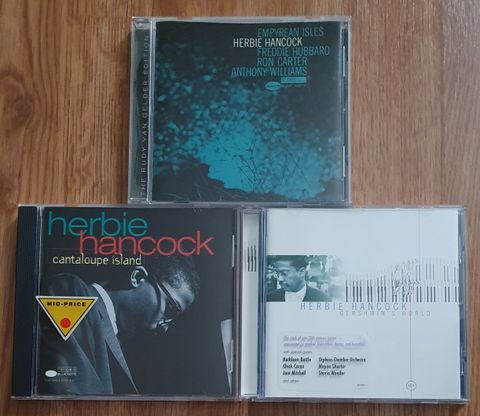 EMPYREAN ISLES
HERBIE HANCOCK
FREDDIE HUBBARD
RON CARTER
ANTHONY WILLIAMS
THE RUDY VAN GELDER EDITION
herbie
hancock
cantaloupe island
MID-PRICE
HERBIE HANCOCK
GERSHWIN'S WORLD
with special guests
Kathleen Battle Orpheus Chamber Orchestra
Chick Corea Wayne Shorter
Joni Mitchell Stevie Wonder